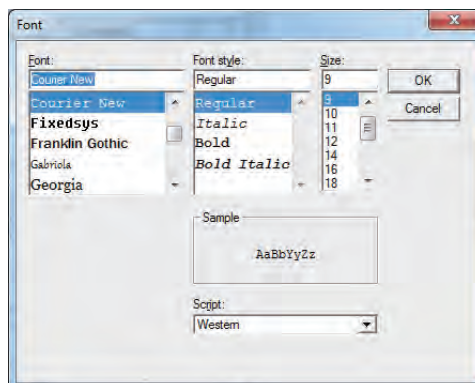 Font
Font: Font style: Size:
Courier New Regular 9 OK
Courier New Regular 9 Cancel
Fixedsys Italic 10
Franklin Gothic Bold 11
Gabriola Bold Italic 12
Georgia 14
16
18
Sample
AaBbYyZz
Script:
Western